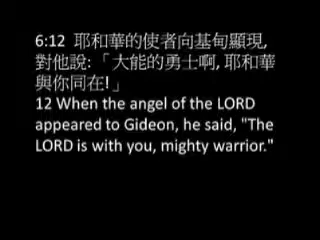 6:12 耶和華的使者向基甸顯現,
對他說:「大能的勇士啊, 耶和華
與你同在!」
12 When the angel of the LORD
appeared to Gideon, he said, "The
LORD is with you, mighty warrior."